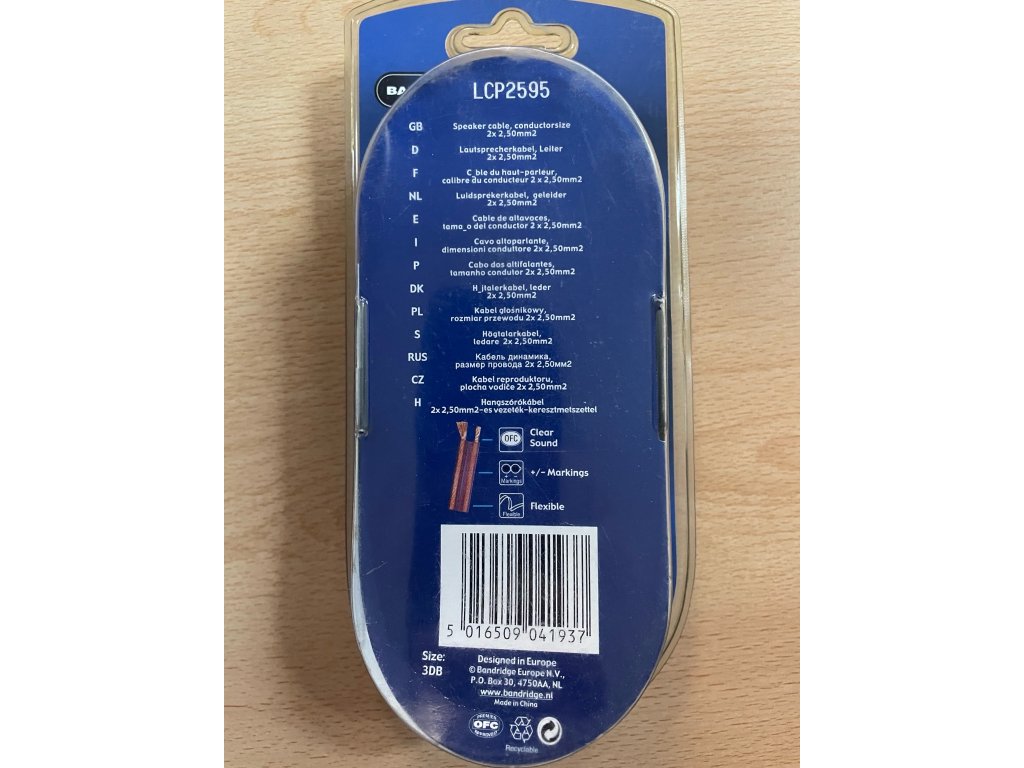 BA
LCP2595
GB Speaker cable, conductorsize
2x 2,50mm2
D Lautsprecherkabel, Leiter
2x 2,50mm2
F C_ble du haut-parleur,
calibre du conducteur 2 x 2,50mm2
NL Luidsprekerkabel, geleider
2x 2,50mm2
E Cable de altavoces,
tama_o del conductor 2 x 2,50mm2
I Cavo altoparlante,
dimensioni conduttore 2x 2,50mm2
P Cabo das altifalantes,
tamanho condutor 2x 2,50mm2
DK H_jtalerkabel, leder
2x 2,50mm2
PL Kabel głośnikowy,
rozmiar przewodu 2x 2,50mm2
S Högtalarkabel,
ledare 2x 2,50mm2
RUS Кабель динамика,
размер провода 2x 2,50мм2
CZ Kabel reproduktoru,
plocha vodiče 2x 2,50mm2
H Hangszórókábel
2x 2,50mm2-es vezeték-keresztmetszettel
OFC Clear
Sound
+ −
Markings
+/- Markings
Flexible
Flexible
5 016509 041937
Size:
3DB
Designed in Europe
© Bandridge Europe N.V.,
P.O. Box 30, 4750AA, NL
www.bandridge.nl
Made in China
PREMIER
OFC
APPROVED
Recyclable